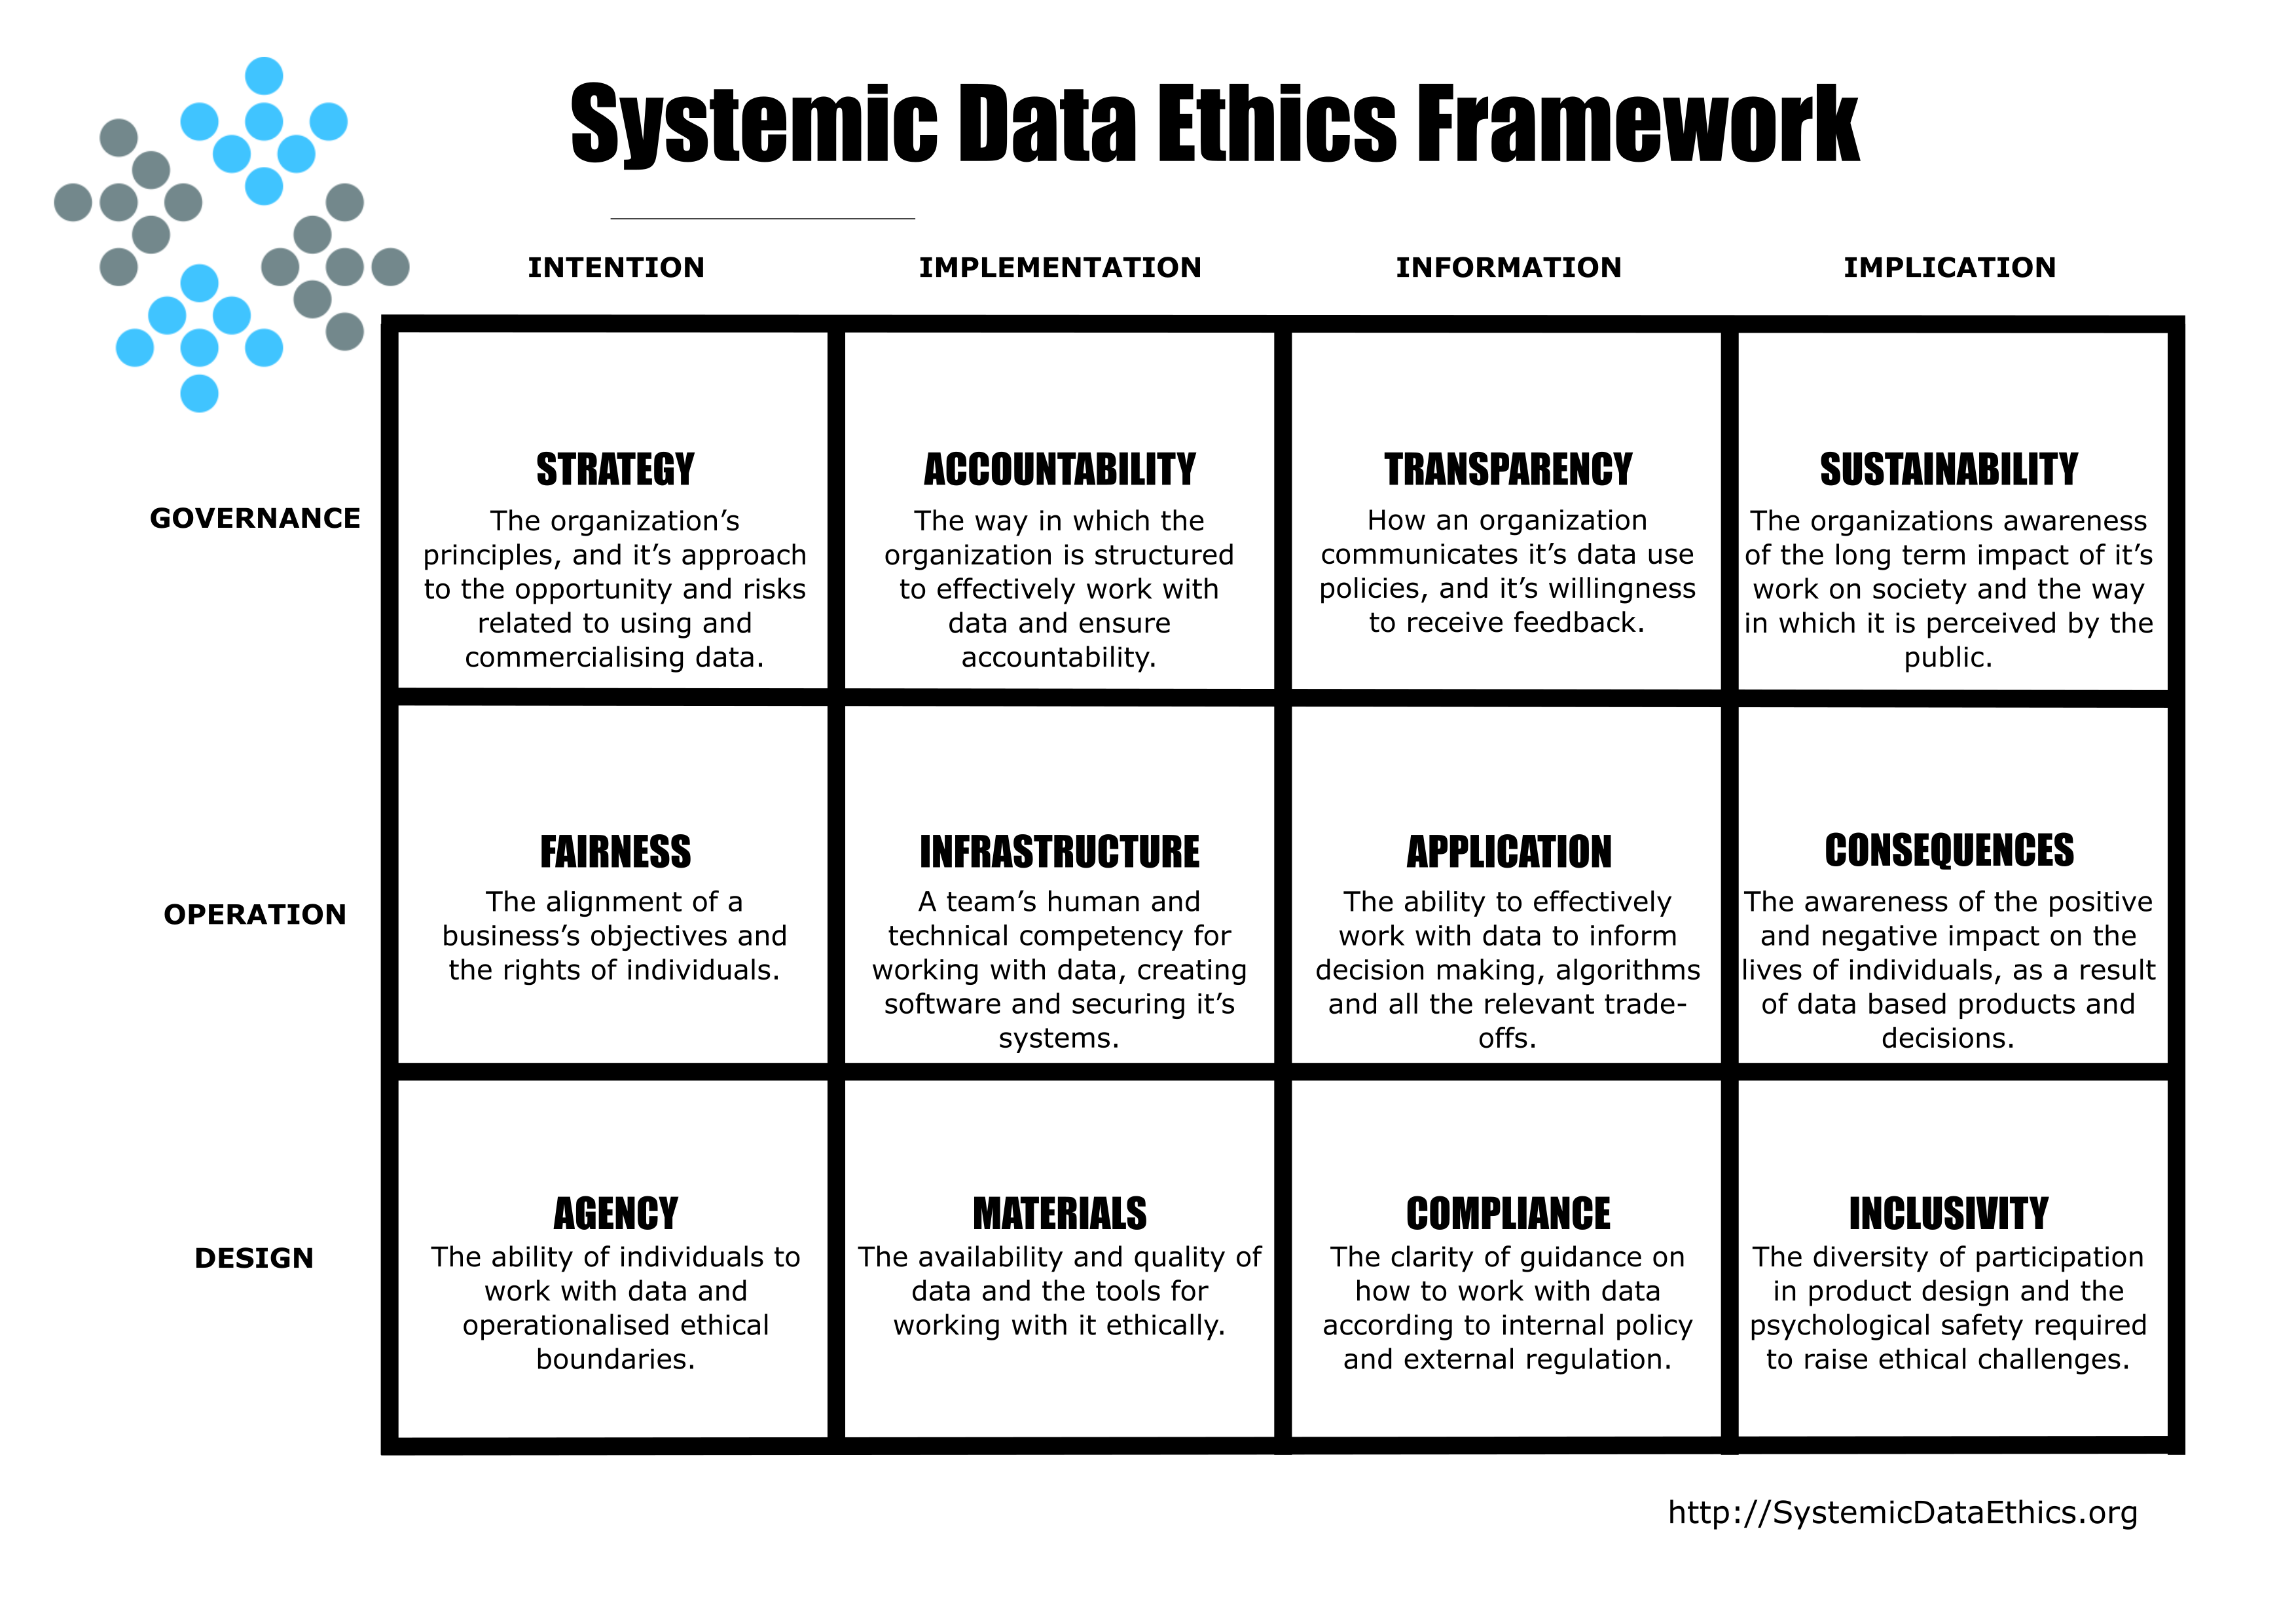 Systemic Data Ethics Framework
INTENTION
IMPLEMENTATION
INFORMATION
IMPLICATION
GOVERNANCE
STRATEGY
The organization’s
principles, and it’s approach
to the opportunity and risks
related to using and
commercialising data.
ACCOUNTABILITY
The way in which the
organization is structured
to effectively work with
data and ensure
accountability.
TRANSPARENCY
How an organization
communicates it’s data use
policies, and it’s willingness
to receive feedback.
SUSTAINABILITY
The organizations awareness
of the long term impact of it’s
work on society and the way
in which it is perceived by the
public.
OPERATION
FAIRNESS
The alignment of a
business’s objectives and
the rights of individuals.
INFRASTRUCTURE
A team’s human and
technical competency for
working with data, creating
software and securing it’s
systems.
APPLICATION
The ability to effectively
work with data to inform
decision making, algorithms
and all the relevant trade-
offs.
CONSEQUENCES
The awareness of the positive
and negative impact on the
lives of individuals, as a result
of data based products and
decisions.
DESIGN
AGENCY
The ability of individuals to
work with data and
operationalised ethical
boundaries.
MATERIALS
The availability and quality of
data and the tools for
working with it ethically.
COMPLIANCE
The clarity of guidance on
how to work with data
according to internal policy
and external regulation.
INCLUSIVITY
The diversity of participation
in product design and the
psychological safety required
to raise ethical challenges.
http://SystemicDataEthics.org